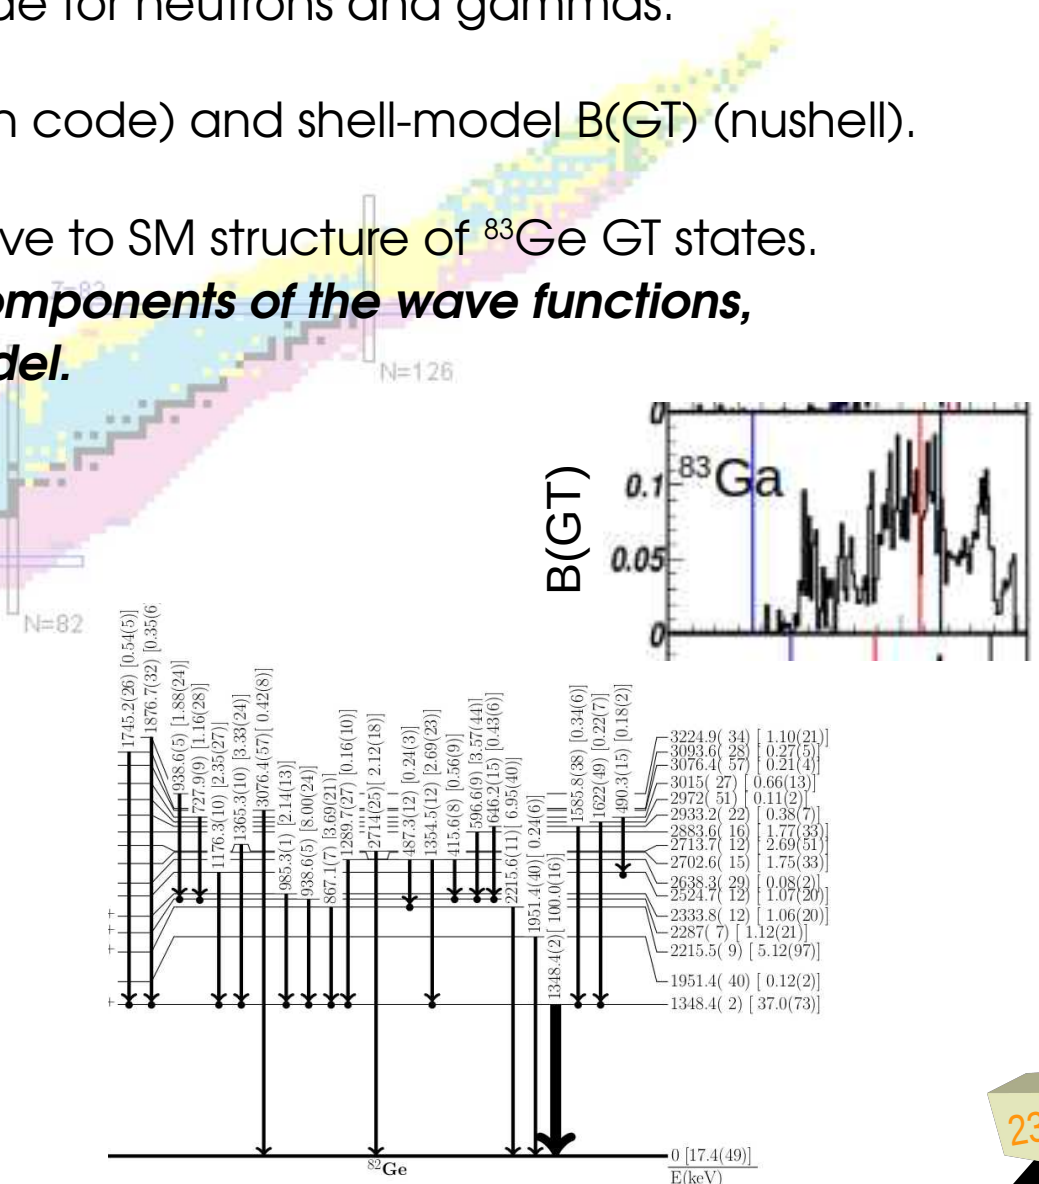 de for neutrons and gammas.
n code) and shell-model B(GT) (nushell).
ve to SM structure of ⁸³Ge GT states.
omponents of the wave functions,
del.
Z=82
N=126
N=82
B(GT)
0
0.1
0.05
0
⁸³Ga
1745.2(26) [0.54(5)]
1876.7(32) [0.35(6
938.6(5) [1.88(24)]
727.9(9) [1.16(28)]
1176.3(10) [2.35(27)]
1365.3(10) [3.33(24)]
3076.4(57)[ 0.42(8)]
985.3(1) [2.14(13)]
938.6(5) [8.00(24)]
867.1(7) [3.69(21)]
1289.7(27) [0.16(10)]
2714(25)[ 2.12(18)]
487.3(12) [0.24(3)]
1354.5(12) [2.69(23)]
415.6(8) [0.56(9)]
596.6(9) [3.57(44)]
646.2(15) [0.43(6)]
2215.6(11)[ 6.95(40)]
1951.4(40)[ 0.24(6)]
1348.4(2)[ 100.0(16)]
1585.8(38) [0.34(6)]
1622(49) [0.22(7)]
490.3(15) [0.18(2)]
3224.9( 34) [ 1.10(21)]
3093.6( 28) [ 0.27(5)]
3076.4( 57) [ 0.21(4)]
3015( 27) [ 0.66(13)]
2972( 51) [ 0.11(2)]
2933.2( 22) [ 0.38(7)]
2883.6( 16) [ 1.77(33)]
2713.7( 12) [ 2.69(51)]
2702.6( 15) [ 1.75(33)]
2638.3( 29) [ 0.08(2)]
2524.7( 12) [ 1.07(20)]
2333.8( 12) [ 1.06(20)]
2287( 7) [ 1.12(21)]
2215.5( 9) [ 5.12(97)]
1951.4( 40) [ 0.12(2)]
1348.4( 2) [ 37.0(73)]
0 [17.4(49)]
E(keV)
⁸²Ge
23